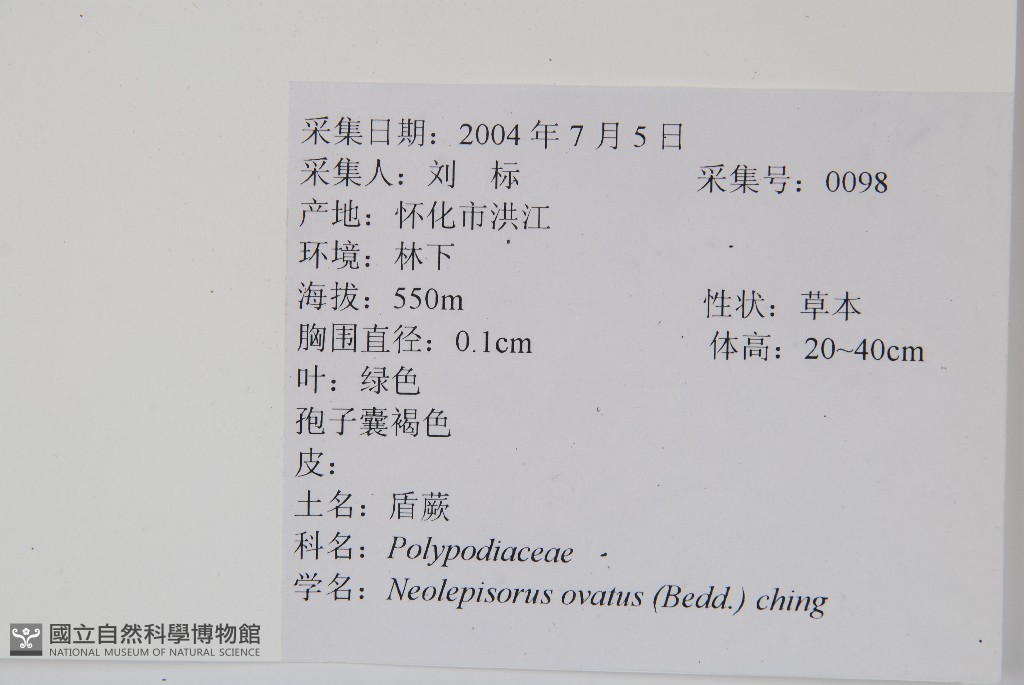 采集日期：2004 年 7 月 5 日
采集人：刘　标　采集号：0098
产地：怀化市洪江
环境：林下
海拔：550m　性状：草本
胸围直径：0.1cm　体高：20~40cm
叶：绿色
孢子囊褐色
皮：
土名：盾蕨
科名：Polypodiaceae
学名：Neolepisorus ovatus (Bedd.) ching
國立自然科學博物館
NATIONAL MUSEUM OF NATURAL SCIENCE